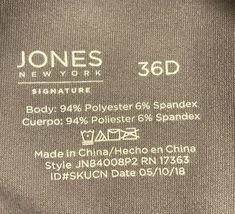 JONES
NEW YORK
SIGNATURE
36D
Body: 94% Polyester 6% Spandex
Cuerpo: 94% Poliester 6% Spandex
Made in China/Hecho en China
Style JNB4008P2 RN 17363
ID#SKUCN Date 05/10/18